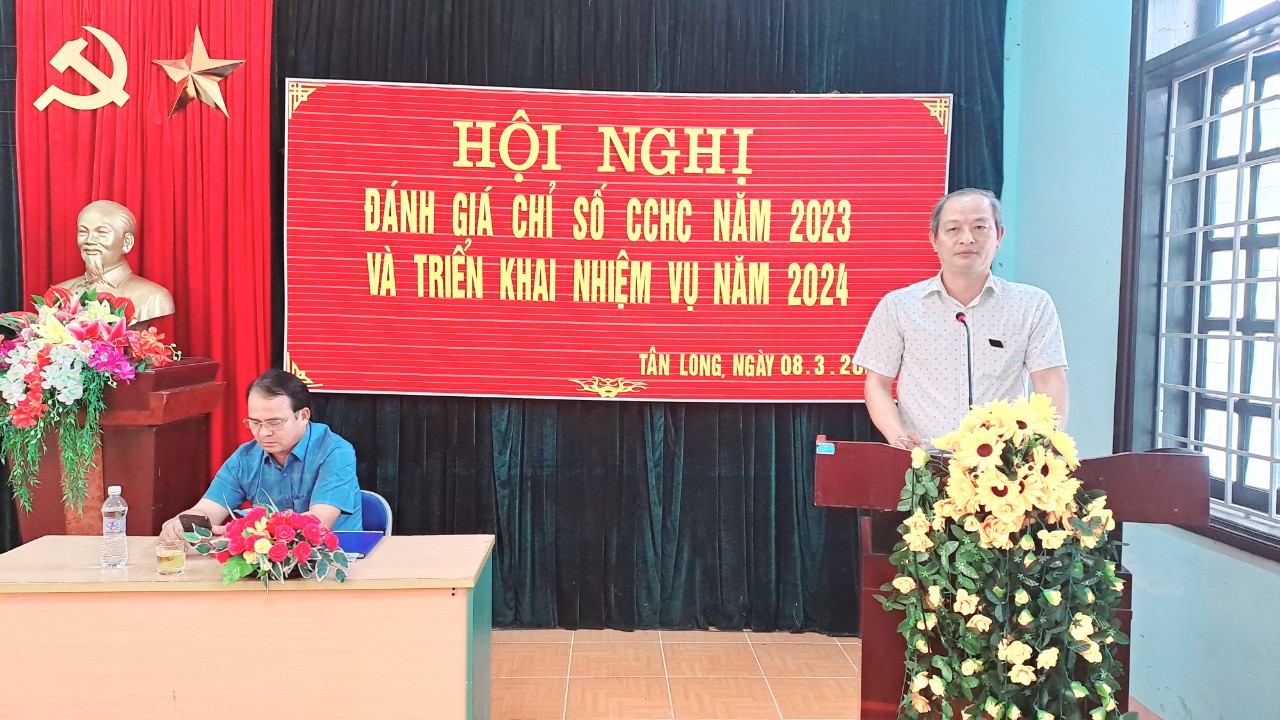 HỘI NGHỊ
ĐÁNH GIÁ CHỈ SỐ CCHC NĂM 2023
VÀ TRIỂN KHAI NHIỆM VỤ NĂM 2024
TÂN LONG, NGÀY 08.3.